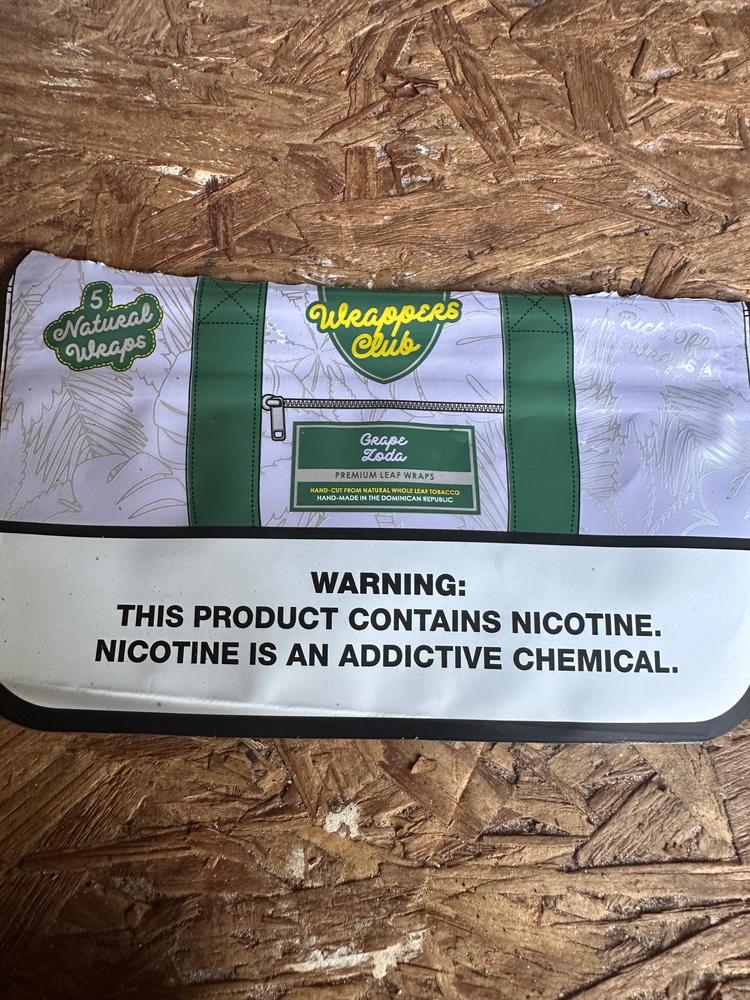 5
Natural
Wraps
Wrappers
Club
Grape
Zoda
PREMIUM LEAF WRAPS
HAND-CUT FROM NATURAL WHOLE LEAF TOBACCO
HAND-MADE IN THE DOMINICAN REPUBLIC
WARNING:
THIS PRODUCT CONTAINS NICOTINE.
NICOTINE IS AN ADDICTIVE CHEMICAL.